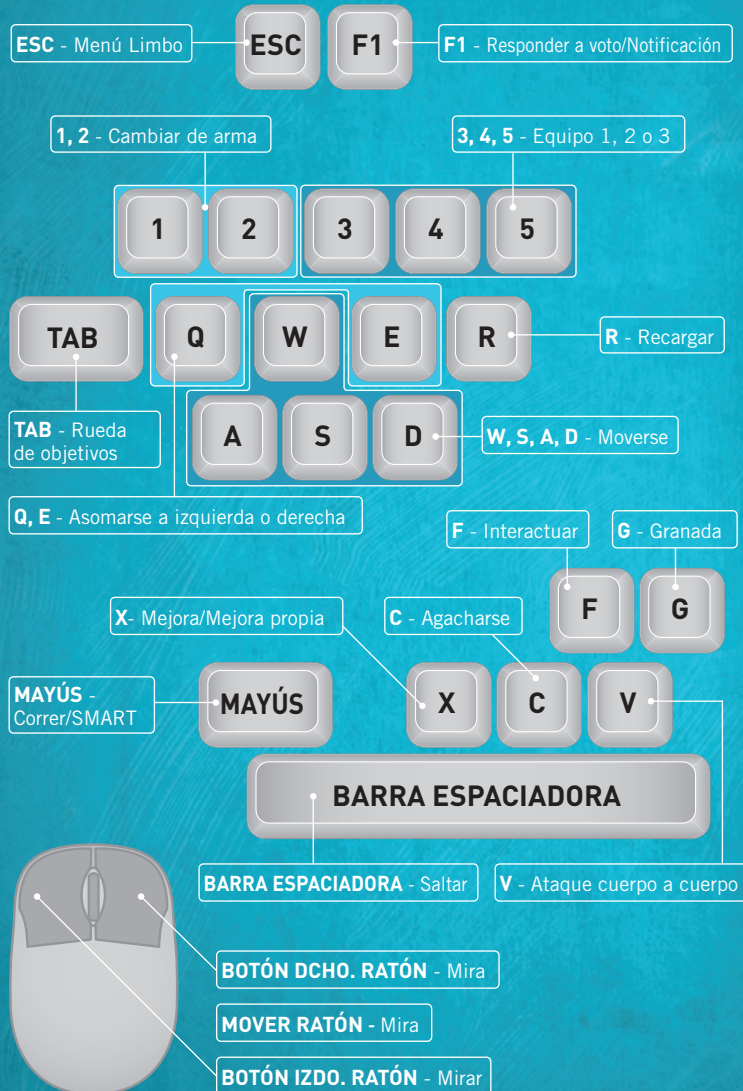 ESC - Menú Limbo
ESC
F1
F1 - Responder a voto/Notificación
1, 2 - Cambiar de arma
3, 4, 5 - Equipo 1, 2 o 3
1
2
3
4
5
TAB
Q
W
E
R
R - Recargar
TAB - Rueda
de objetivos
A
S
D
W, S, A, D - Moverse
Q, E - Asomarse a izquierda o derecha
F - Interactuar
G - Granada
F
G
X- Mejora/Mejora propia
C - Agacharse
MAYÚS -
Correr/SMART
MAYÚS
X
C
V
BARRA ESPACIADORA
BARRA ESPACIADORA - Saltar
V - Ataque cuerpo a cuerpo
BOTÓN DCHO. RATÓN - Mira
MOVER RATÓN - Mira
BOTÓN IZDO. RATÓN - Mirar